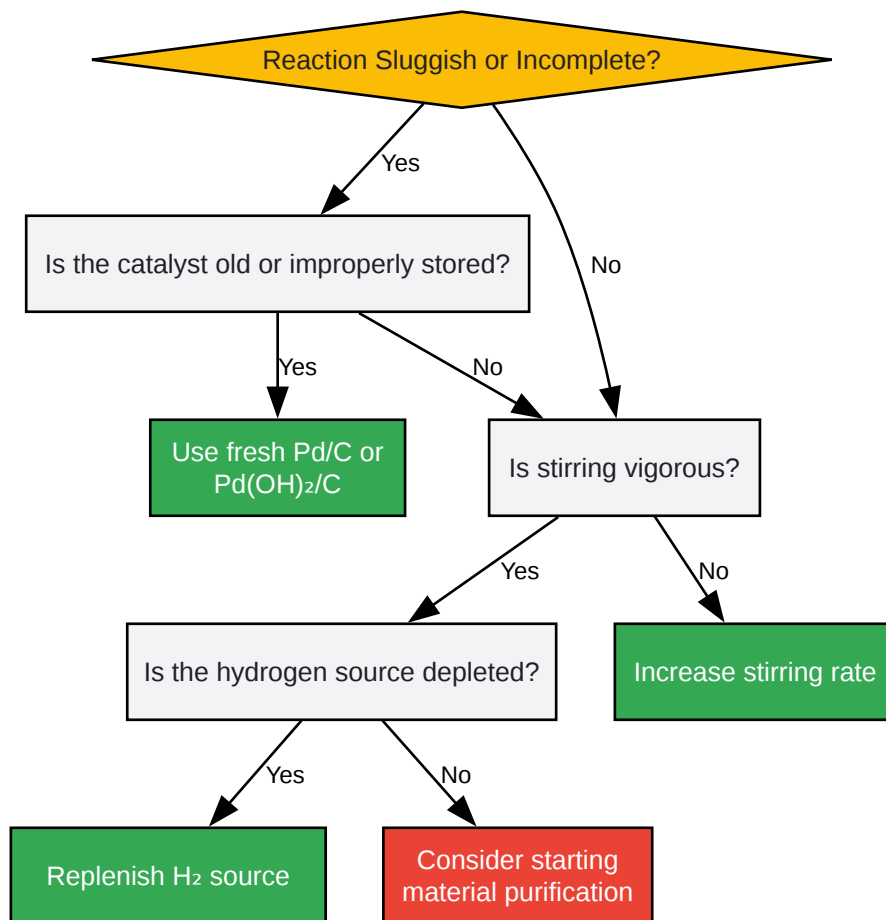 Reaction Sluggish or Incomplete?
Yes
No
Is the catalyst old or improperly stored?
Yes
No
Use fresh Pd/C or
Pd(OH)₂/C
Is stirring vigorous?
Yes
No
Is the hydrogen source depleted?
Increase stirring rate
Yes
No
Replenish H₂ source
Consider starting
material purification